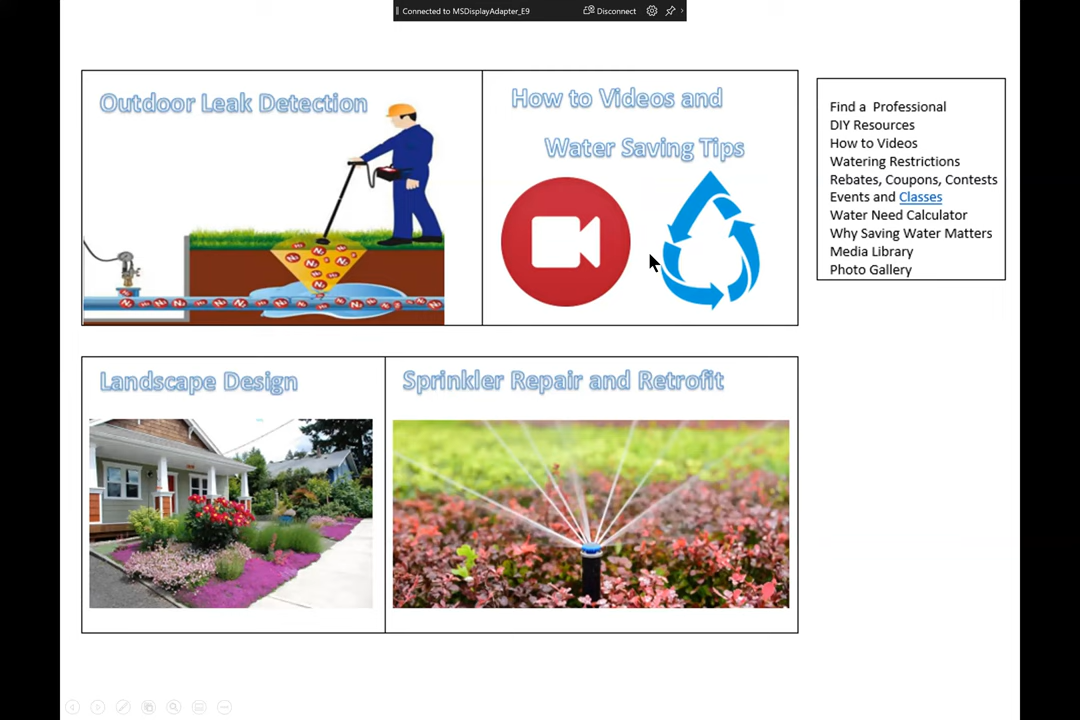 Connected to MSDisplayAdapter_E9 Disconnect
Outdoor Leak Detection
How to Videos and
Water Saving Tips
Find a Professional
DIY Resources
How to Videos
Watering Restrictions
Rebates, Coupons, Contests
Events and Classes
Water Need Calculator
Why Saving Water Matters
Media Library
Photo Gallery
Landscape Design
Sprinkler Repair and Retrofit